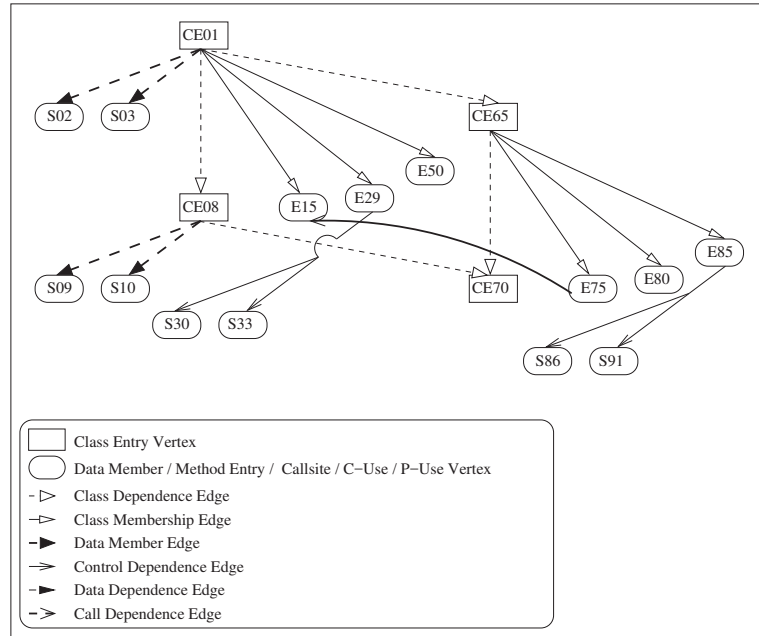 CE01
S02
S03
CE65
E50
E29
E15
CE08
E85
E80
E75
CE70
S09
S10
S30
S33
S86
S91
Class Entry Vertex
Data Member / Method Entry / Callsite / C−Use / P−Use Vertex
Class Dependence Edge
Class Membership Edge
Data Member Edge
Control Dependence Edge
Data Dependence Edge
Call Dependence Edge